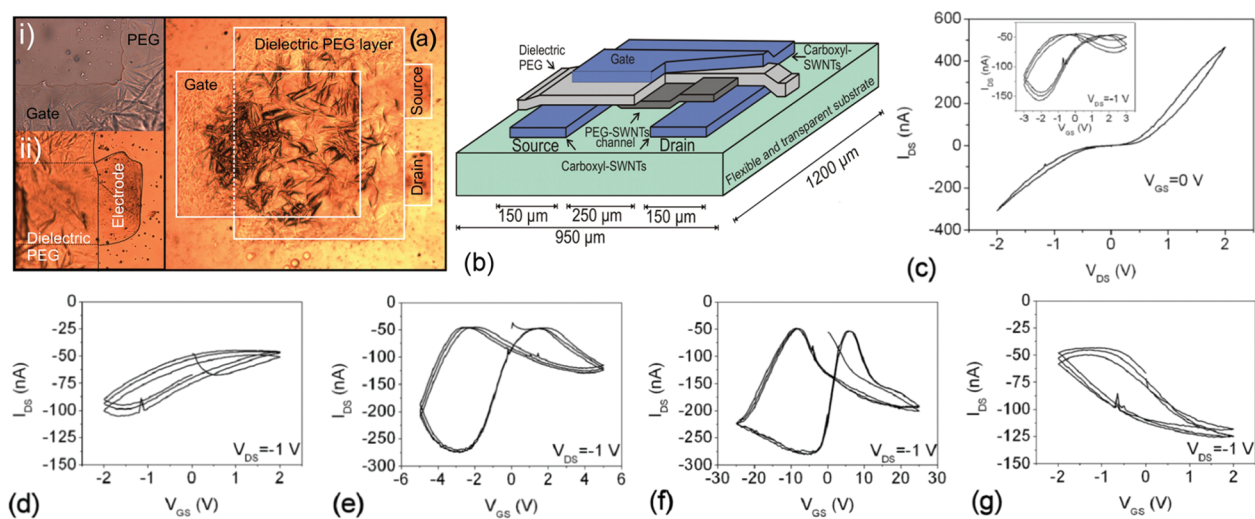 i)
PEG
Gate
ii)
Electrode
Dielectric
PEG
Dielectric PEG layer
(a)
Gate
Source
Drain
Dielectric
PEG
Gate
Carboxyl-
SWNTs
PEG-SWNTs
channel
Source
Drain
Carboxyl-SWNTs
Flexible and transparent substrate
1200 µm
150 µm
250 µm
150 µm
950 µm
(b)
600
400
200
0
-200
-400
I_DS (nA)
-2
-1
0
1
2
V_DS (V)
V_GS=0 V
0
-50
-100
-150
I_DS (nA)
-3 -2 -1 0 1 2 3
V_GS (V)
V_DS=-1 V
(c)
0
-25
-50
-75
-100
-125
-150
I_DS (nA)
-2 -1 0 1 2
V_GS (V)
V_DS=-1 V
(d)
0
-50
-100
-150
-200
-250
-300
I_DS (nA)
-6 -4 -2 0 2 4 6
V_GS (V)
V_DS=-1 V
(e)
0
-50
-100
-150
-200
-250
-300
I_DS (nA)
-30 -20 -10 0 10 20 30
V_GS (V)
V_DS=-1 V
(f)
0
-25
-50
-75
-100
-125
-150
I_DS (nA)
-2 -1 0 1 2
V_GS (V)
V_DS=-1 V
(g)